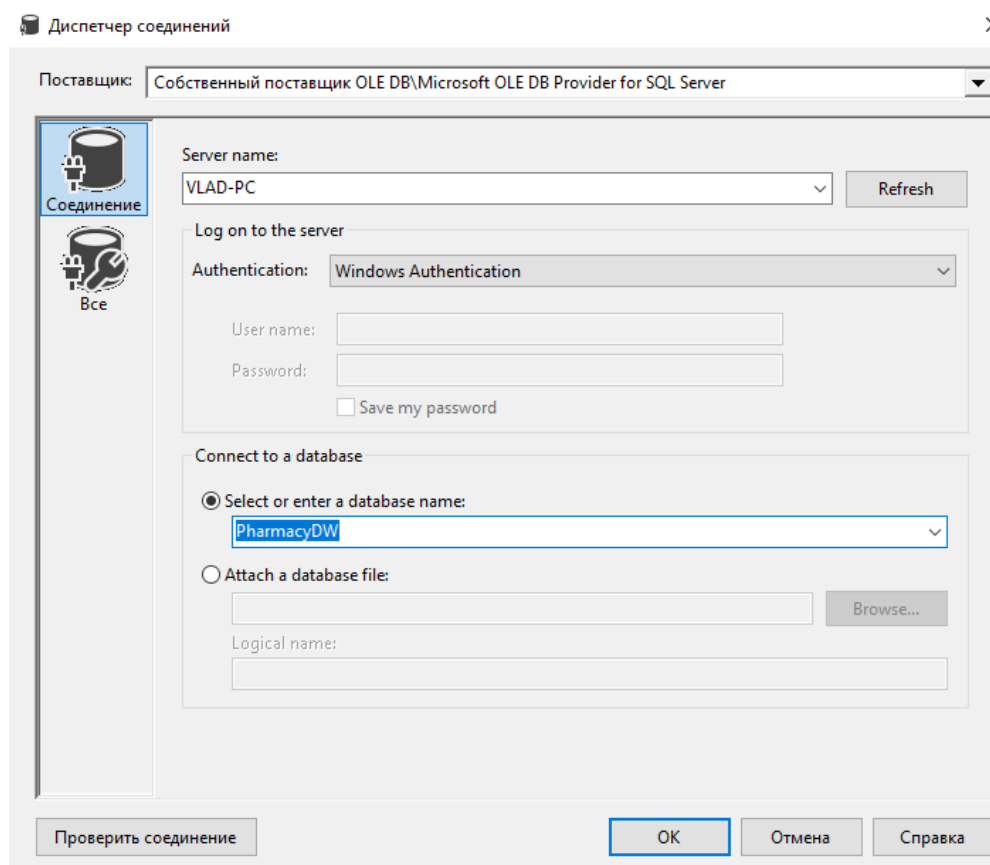 Диспетчер соединений
Поставщик: Собственный поставщик OLE DB\Microsoft OLE DB Provider for SQL Server
Соединение
Все
Server name:
VLAD-PC
Refresh
Log on to the server
Authentication: Windows Authentication
User name:
Password:
Save my password
Connect to a database
Select or enter a database name:
PharmacyDW
Attach a database file:
Browse...
Logical name:
Проверить соединение
OK
Отмена
Справка